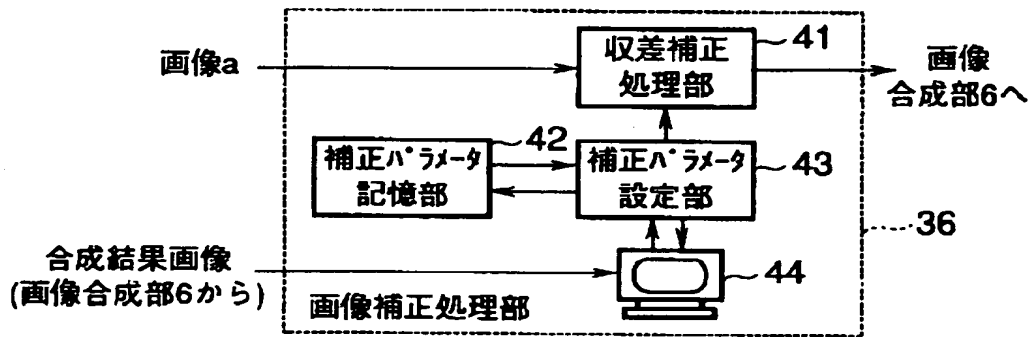 画像a
収差補正
処理部
41
画像
合成部6へ
補正パラメータ
記憶部
42
補正パラメータ
設定部
43
36
合成結果画像
(画像合成部6から)
44
画像補正処理部